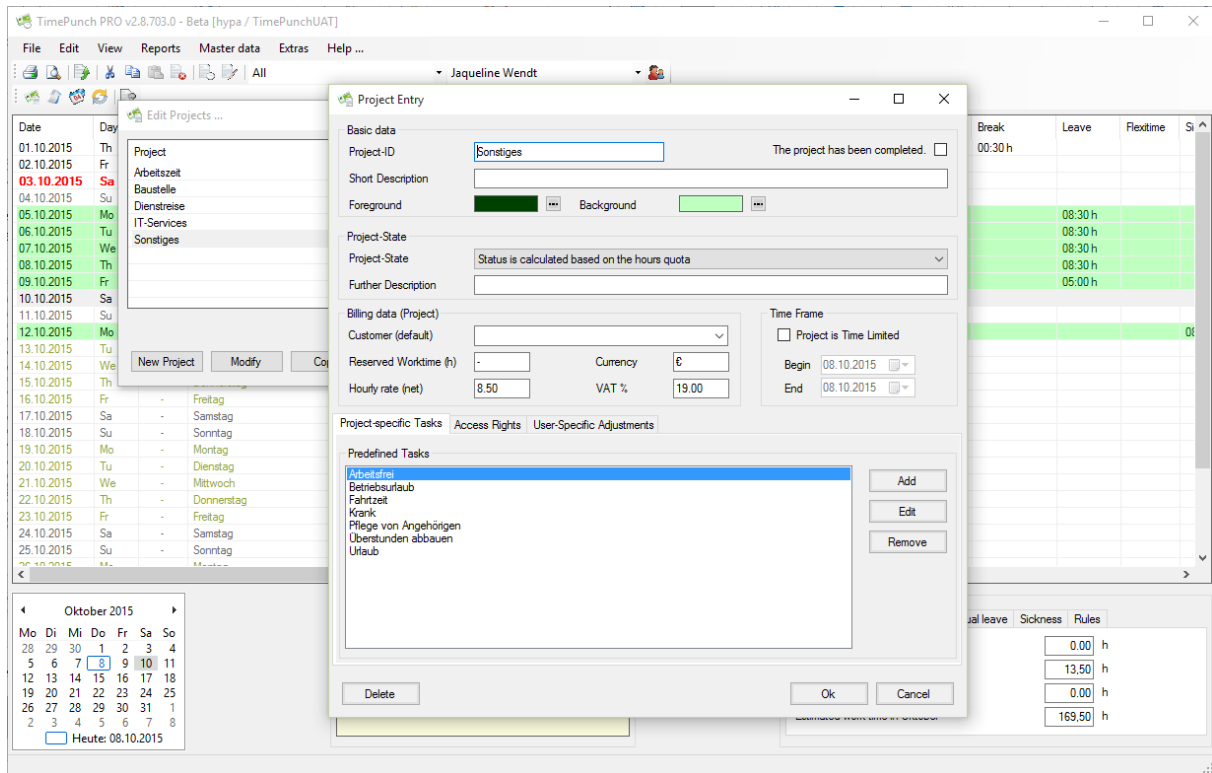 TimePunch PRO v2.8.703.0 - Beta [hypa / TimePunchUAT]
File Edit View Reports Master data Extras Help ...
All Jaqueline Wendt
Edit Projects ...
Project
Arbeitszeit
Baustelle
Dienstreise
IT-Services
Sonstiges
New Project Modify
Project Entry
Basic data
Project-ID Sonstiges The project has been completed.
Short Description
Foreground ... Background ...
Project-State
Project-State Status is calculated based on the hours quota
Further Description
Billing data (Project) Time Frame
Customer (default) Project is Time Limited
Reserved Worktime (h) - Currency € Begin 08.10.2015
Hourly rate (net) 8.50 VAT % 19.00 End 08.10.2015
Project-specific Tasks Access Rights User-Specific Adjustments
Predefined Tasks
Arbeitsfrei
Betriebsurlaub
Fahrtzeit
Krank
Pflege von Angehörigen
Überstunden abbauen
Urlaub
Add
Edit
Remove
Delete Ok Cancel
Date Day Break Leave Flexitime
01.10.2015 Th 00:30 h
02.10.2015 Fr
03.10.2015 Sa
04.10.2015 Su
05.10.2015 Mo 08:30 h
06.10.2015 Tu 08:30 h
07.10.2015 We 08:30 h
08.10.2015 Th 08:30 h
09.10.2015 Fr 05:00 h
10.10.2015 Sa
11.10.2015 Su
12.10.2015 Mo
13.10.2015 Tu
14.10.2015 We
15.10.2015 Th - Donnerstag
16.10.2015 Fr - Freitag
17.10.2015 Sa - Samstag
18.10.2015 Su - Sonntag
19.10.2015 Mo - Montag
20.10.2015 Tu - Dienstag
21.10.2015 We - Mittwoch
22.10.2015 Th - Donnerstag
23.10.2015 Fr - Freitag
24.10.2015 Sa - Samstag
25.10.2015 Su - Sonntag
26.10.2015 Mo - Montag
Oktober 2015
Mo Di Mi Do Fr Sa So
28 29 30 1 2 3 4
5 6 7 8 9 10 11
12 13 14 15 16 17 18
19 20 21 22 23 24 25
26 27 28 29 30 31 1
2 3 4 5 6 7 8
Heute: 08.10.2015
leave Sickness Rules
0.00 h
13,50 h
0.00 h
Estimated work time in Oktober 169,50 h